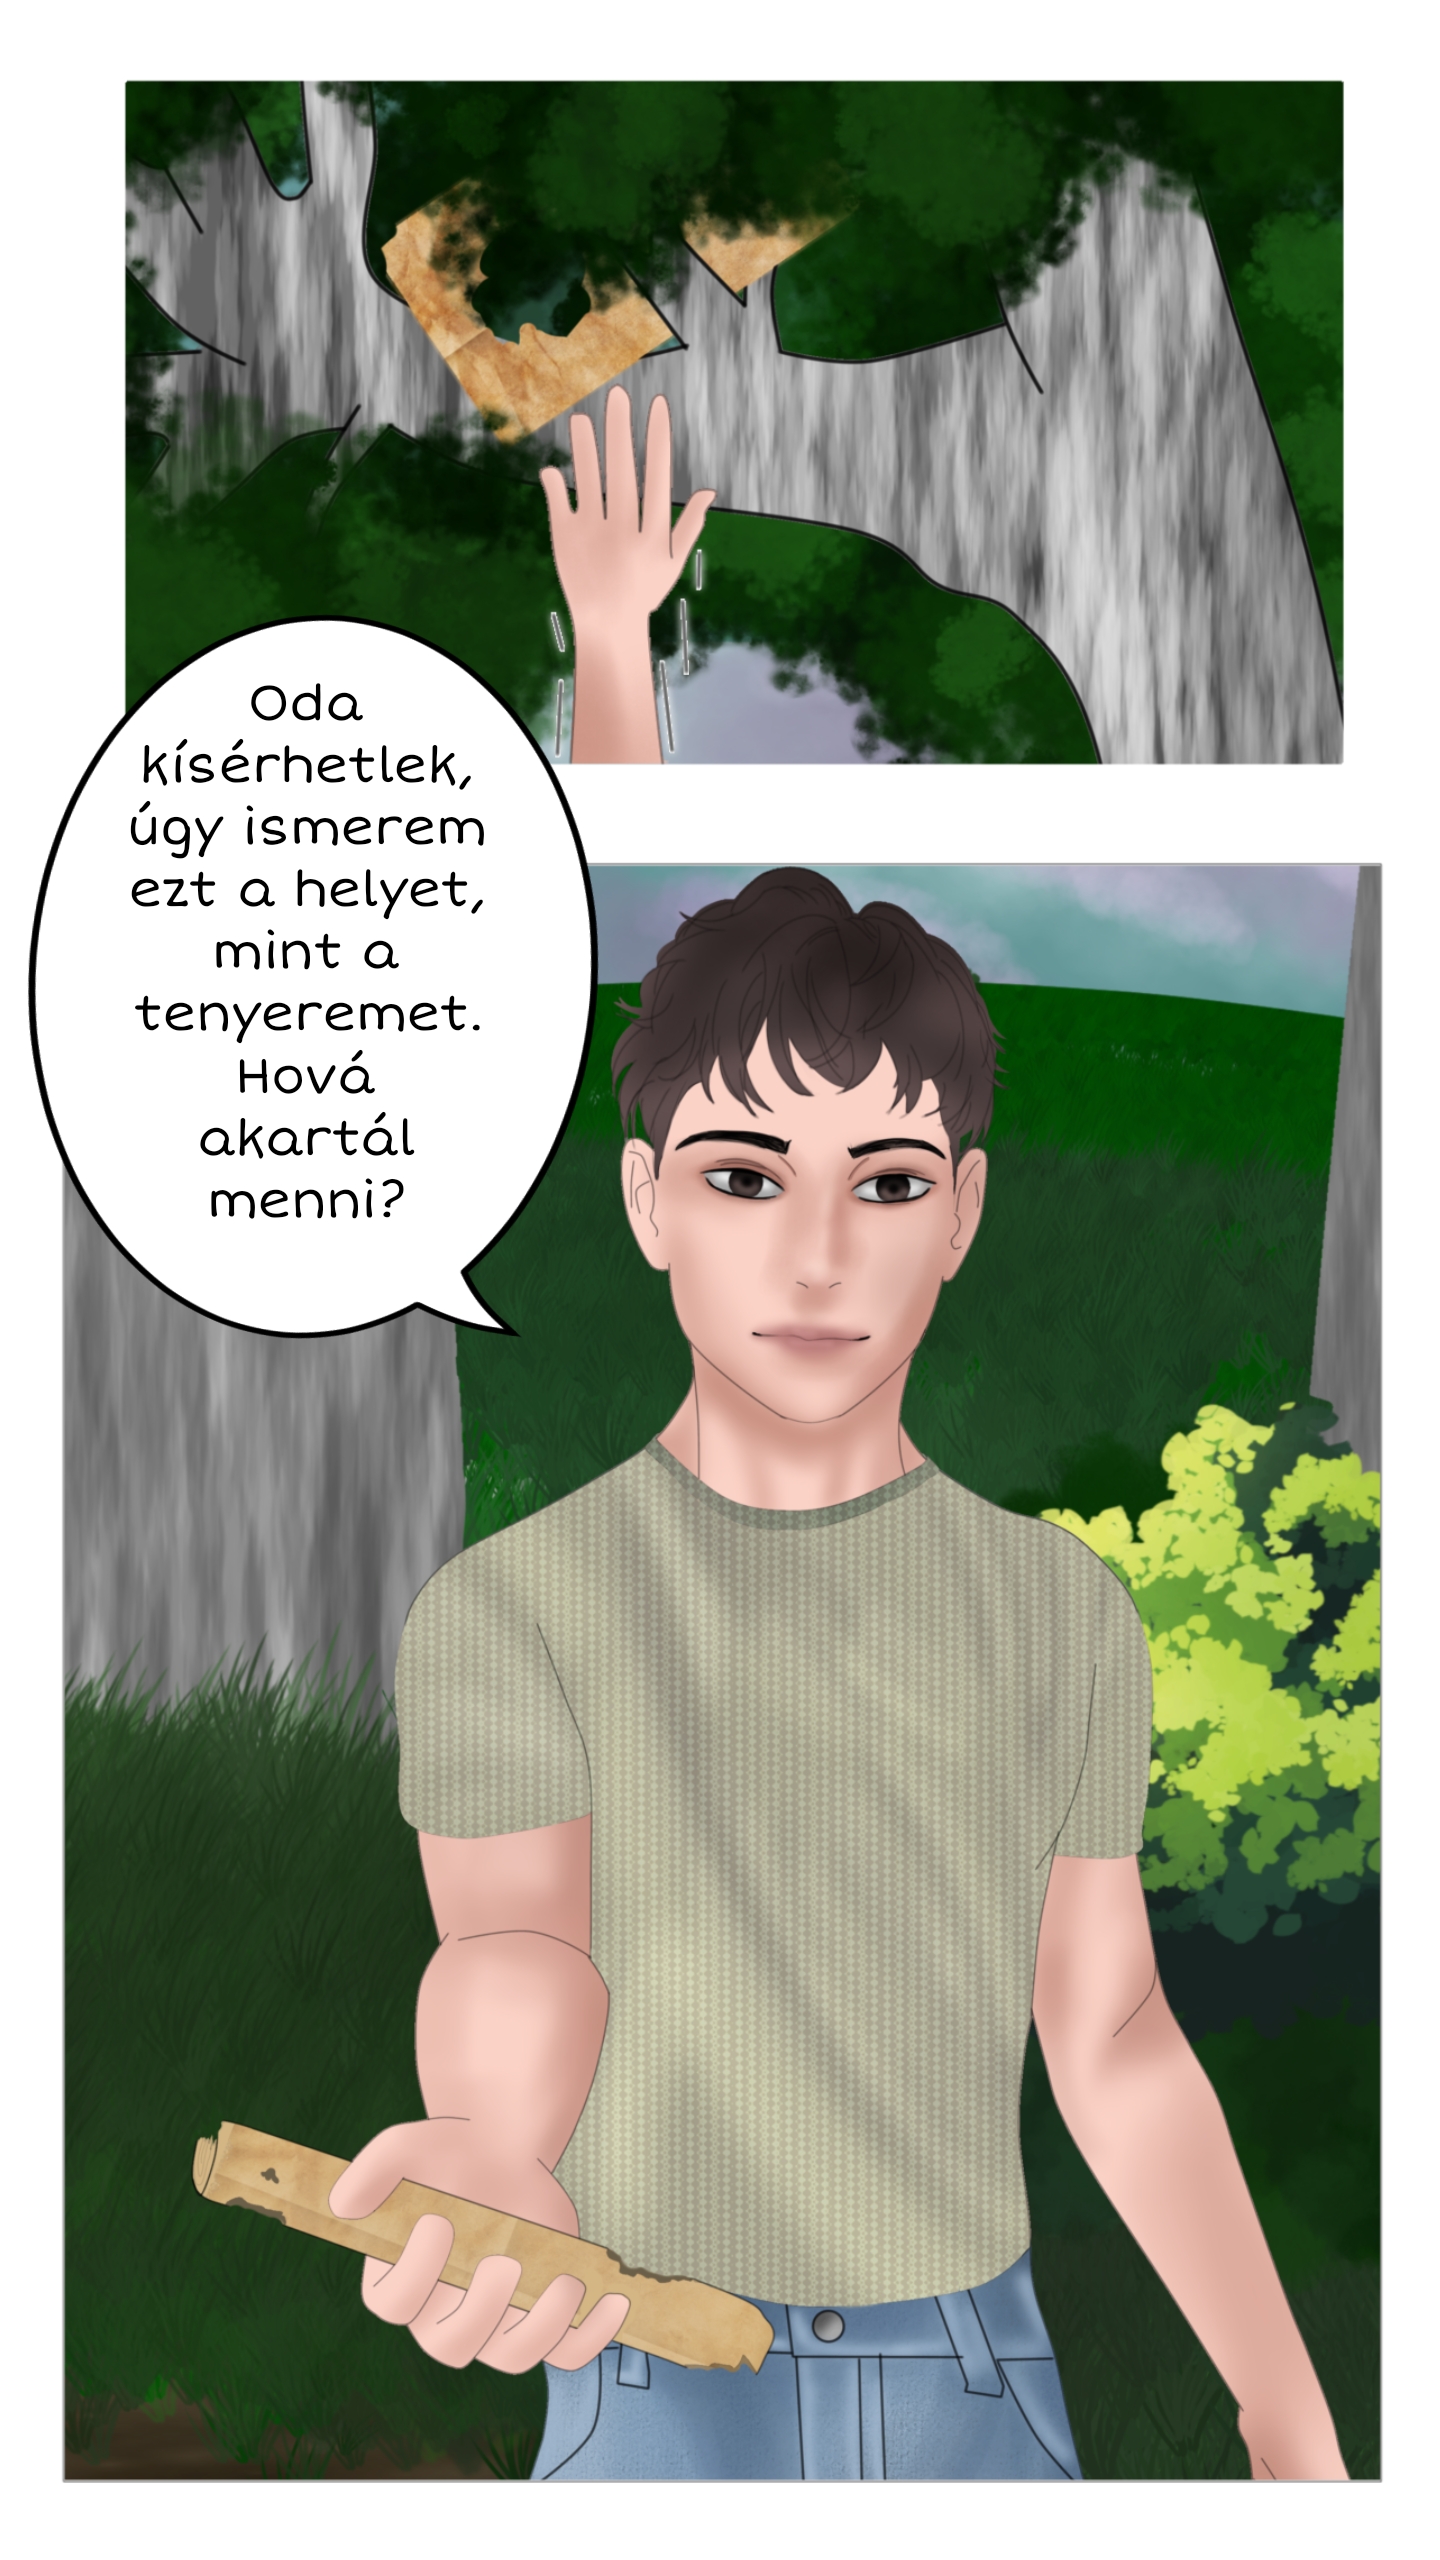 Oda
kísérhetlek,
úgy ismerem
ezt a helyet,
mint a
tenyeremet.
Hová
akartál
menni?